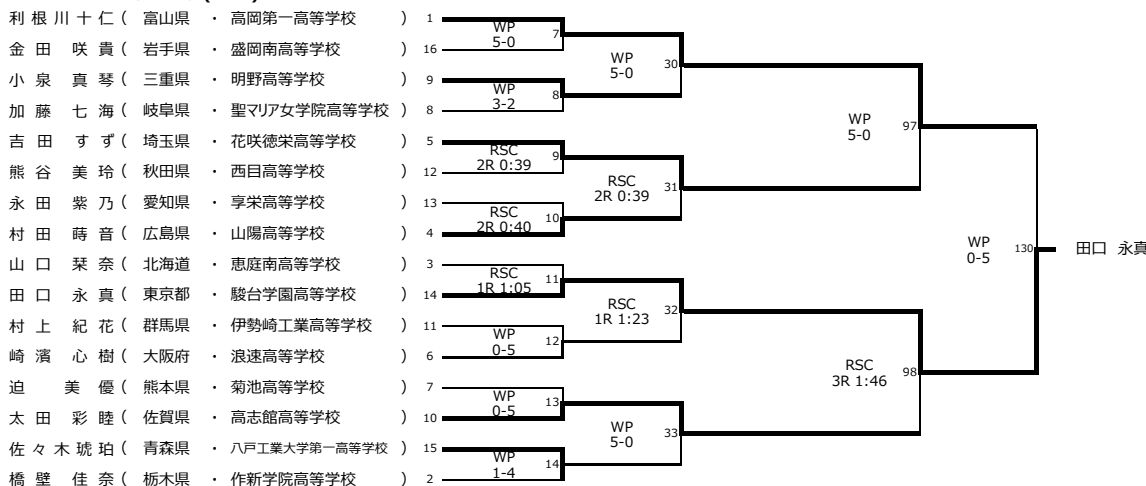 利根川十仁（ 富山県 ・ 高岡第一高等学校 ） 1
金田 咲貴（ 岩手県 ・ 盛岡南高等学校 ） 16
小泉 真琴（ 三重県 ・ 明野高等学校 ） 9
加藤 七海（ 岐阜県 ・ 聖マリア女学院高等学校 ） 8
吉田 すず（ 埼玉県 ・ 花咲徳栄高等学校 ） 5
熊谷 美玲（ 秋田県 ・ 西目高等学校 ） 12
永田 紫乃（ 愛知県 ・ 享栄高等学校 ） 13
村田 蒔音（ 広島県 ・ 山陽高等学校 ） 4
山口 栞奈（ 北海道 ・ 恵庭南高等学校 ） 3
田口 永真（ 東京都 ・ 駿台学園高等学校 ） 14
村上 紀花（ 群馬県 ・ 伊勢崎工業高等学校 ） 11
崎濱 心樹（ 大阪府 ・ 浪速高等学校 ） 6
迫 美優（ 熊本県 ・ 菊池高等学校 ） 7
太田 彩睦（ 佐賀県 ・ 高志館高等学校 ） 10
佐々木琥珀（ 青森県 ・ 八戸工業大学第一高等学校 ） 15
橋壁 佳奈（ 栃木県 ・ 作新学院高等学校 ） 2
WP
5-0
7
WP
3-2
8
RSC
2R 0:39
9
RSC
2R 0:40
10
RSC
1R 1:05
11
WP
0-5
12
WP
0-5
13
WP
1-4
14
WP
5-0
30
RSC
2R 0:39
31
RSC
1R 1:23
32
WP
5-0
33
WP
5-0
97
RSC
3R 1:46
98
WP
0-5
130
田口 永真